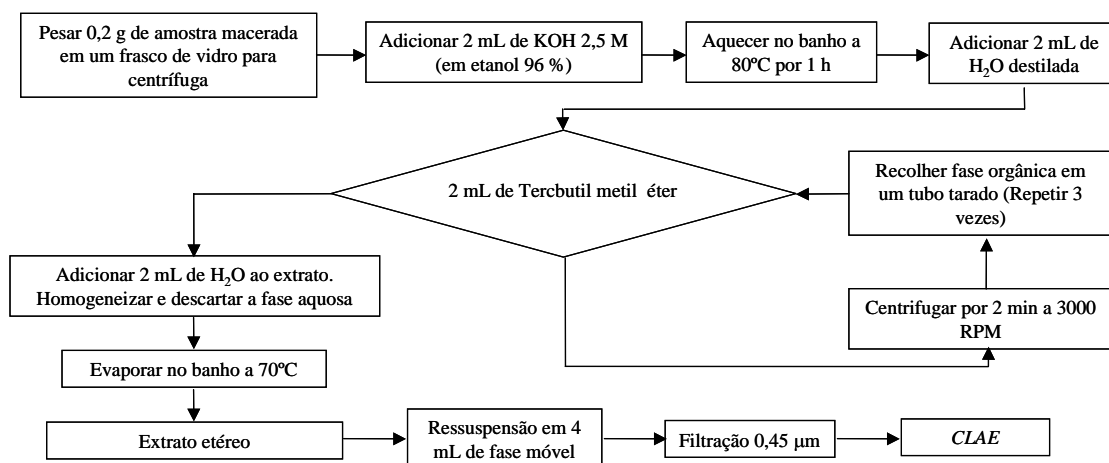 Pesar 0,2 g de amostra macerada
em um frasco de vidro para
centrífuga
Adicionar 2 mL de KOH 2,5 M
(em etanol 96 %)
Aquecer no banho a
80ºC por 1 h
Adicionar 2 mL de
H₂O destilada
2 mL de Tercbutil metil éter
Recolher fase orgânica em
um tubo tarado (Repetir 3
vezes)
Centrifugar por 2 min a 3000
RPM
Adicionar 2 mL de H₂O ao extrato.
Homogeneizar e descartar a fase aquosa
Evaporar no banho a 70ºC
Extrato etéreo
Ressuspensão em 4
mL de fase móvel
Filtração 0,45 µm
CLAE